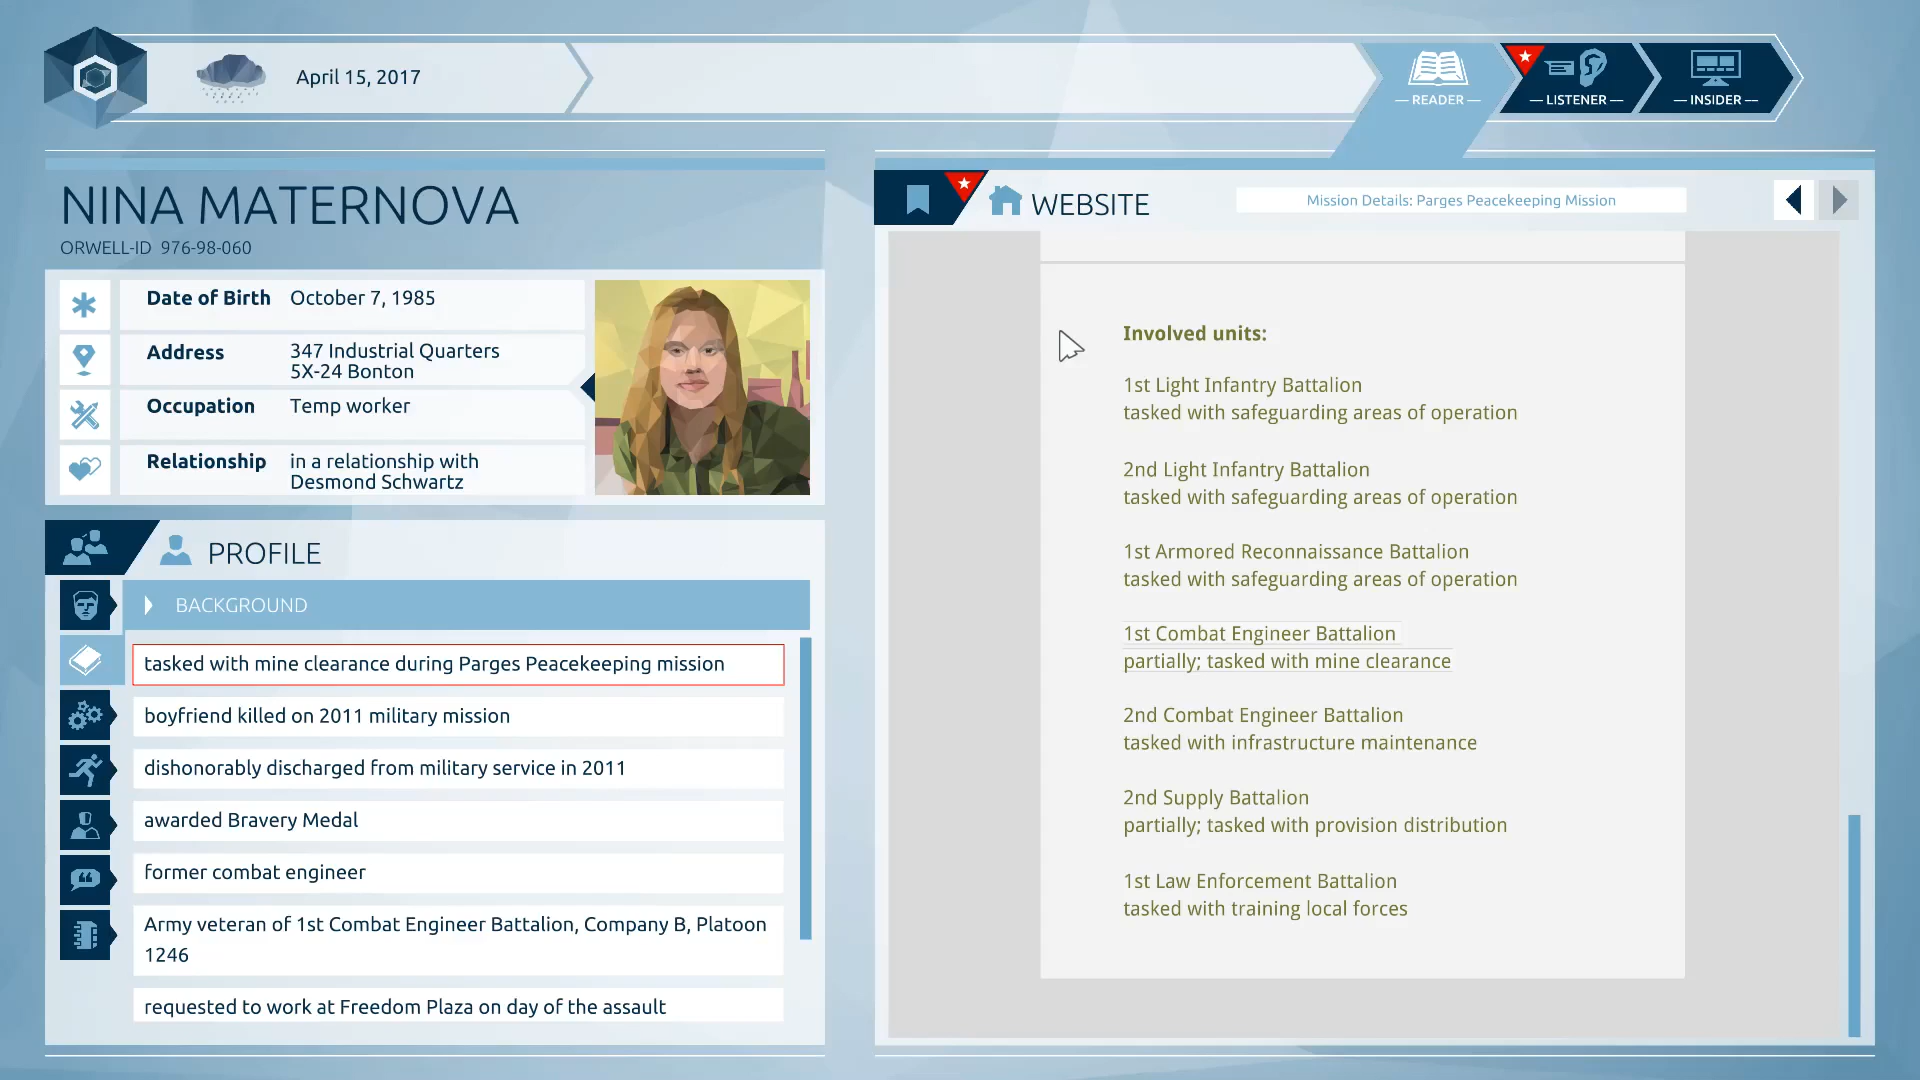 April 15, 2017
— READER —
— LISTENER —
— INSIDER —
NINA MATERNOVA
ORWELL-ID 976-98-060
Date of Birth October 7, 1985
Address 347 Industrial Quarters
5X-24 Bonton
Occupation Temp worker
Relationship in a relationship with
Desmond Schwartz
PROFILE
BACKGROUND
tasked with mine clearance during Parges Peacekeeping mission
boyfriend killed on 2011 military mission
dishonorably discharged from military service in 2011
awarded Bravery Medal
former combat engineer
Army veteran of 1st Combat Engineer Battalion, Company B, Platoon
1246
requested to work at Freedom Plaza on day of the assault
WEBSITE
Mission Details: Parges Peacekeeping Mission
Involved units:
1st Light Infantry Battalion
tasked with safeguarding areas of operation
2nd Light Infantry Battalion
tasked with safeguarding areas of operation
1st Armored Reconnaissance Battalion
tasked with safeguarding areas of operation
1st Combat Engineer Battalion
partially; tasked with mine clearance
2nd Combat Engineer Battalion
tasked with infrastructure maintenance
2nd Supply Battalion
partially; tasked with provision distribution
1st Law Enforcement Battalion
tasked with training local forces